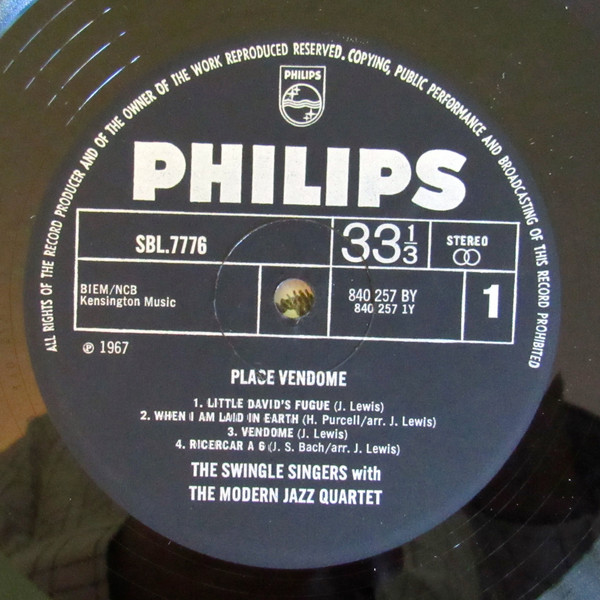 ALL RIGHTS OF THE RECORD PRODUCER AND OF THE OWNER OF THE WORK REPRODUCED RESERVED. COPYING, PUBLIC PERFORMANCE AND BROADCASTING OF THIS RECORD PROHIBITED
PHILIPS
PHILIPS
SBL.7776
33 1/3
STEREO
BIEM/NCB
Kensington Music
840 257 BY
840 257 1Y
1
℗ 1967
PLACE VENDOME
1. LITTLE DAVID'S FUGUE (J. Lewis)
2. WHEN I AM LAID IN EARTH (H. Purcell/arr. J. Lewis)
3. VENDOME (J. Lewis)
4. RICERCAR A 6 (J. S. Bach/arr. J. Lewis)
THE SWINGLE SINGERS with
THE MODERN JAZZ QUARTET